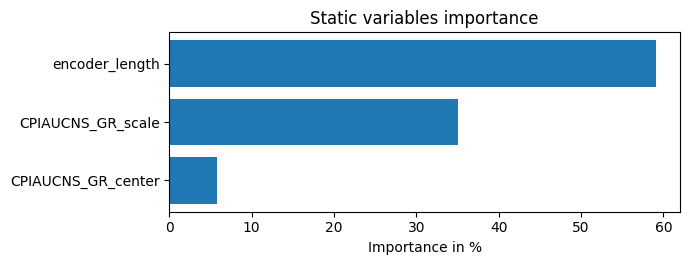 Static variables importance
encoder_length
CPIAUCNS_GR_scale
CPIAUCNS_GR_center
0 10 20 30 40 50 60
Importance in %